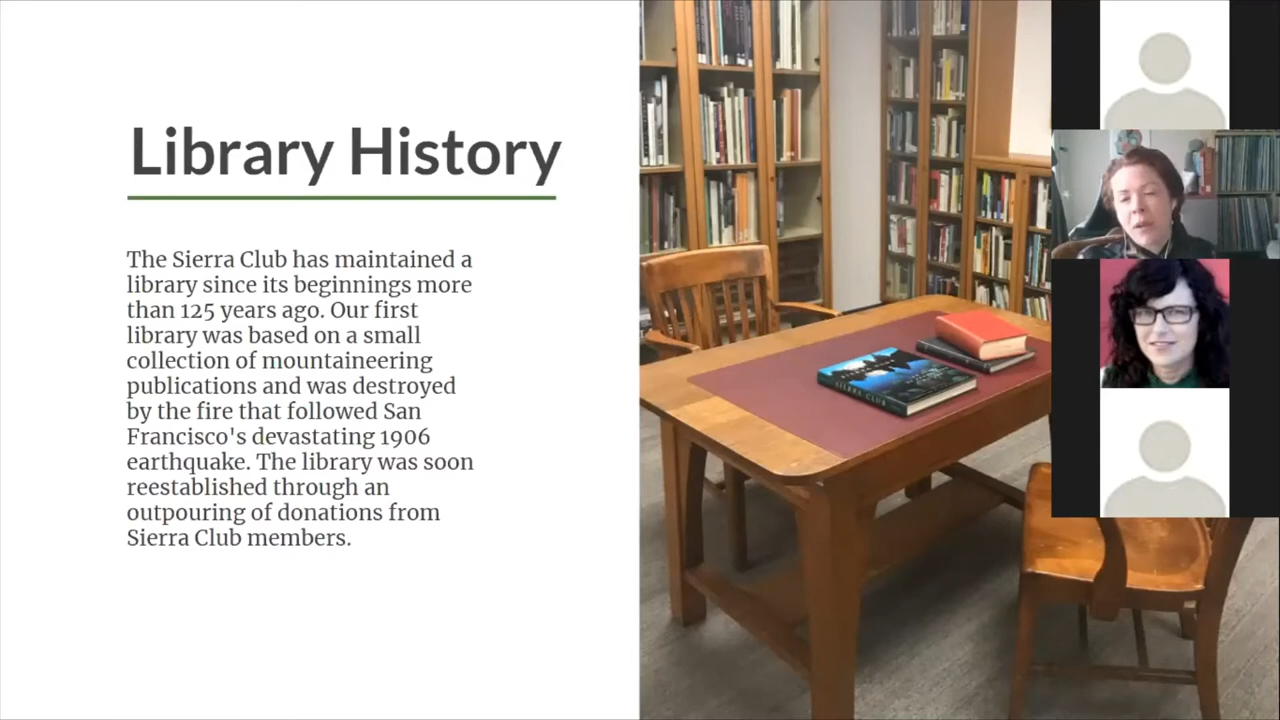 Library History
The Sierra Club has maintained a
library since its beginnings more
than 125 years ago. Our first
library was based on a small
collection of mountaineering
publications and was destroyed
by the fire that followed San
Francisco's devastating 1906
earthquake. The library was soon
reestablished through an
outpouring of donations from
Sierra Club members.
SIERRA CLUB